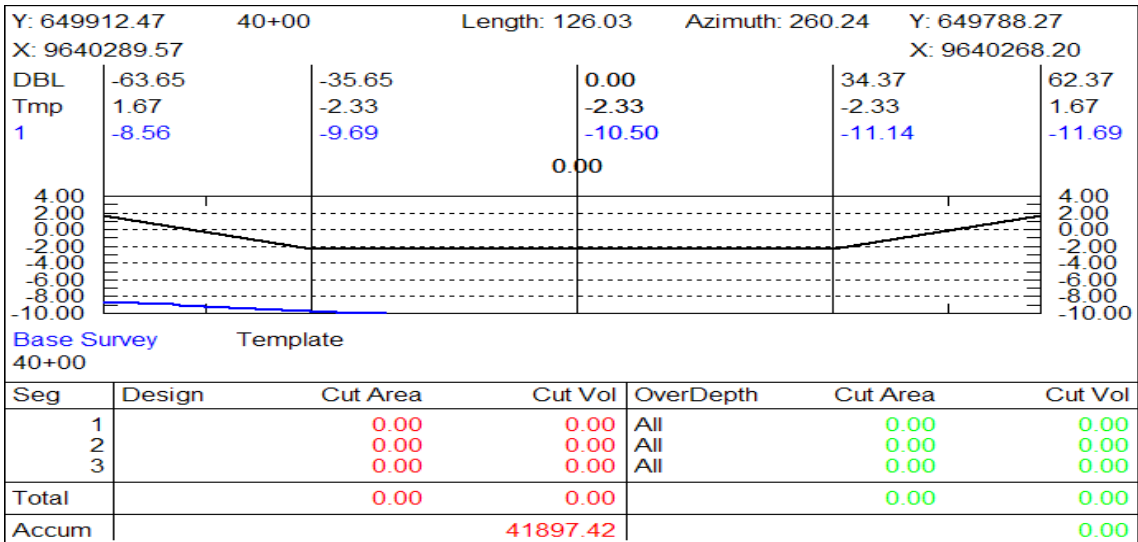 Y: 649912.47 40+00 Length: 126.03 Azimuth: 260.24 Y: 649788.27
X: 9640289.57 X: 9640268.20
DBL -63.65 -35.65 0.00 34.37 62.37
Tmp 1.67 -2.33 -2.33 -2.33 1.67
1 -8.56 -9.69 -10.50 -11.14 -11.69
0.00
4.00 4.00
2.00 2.00
0.00 0.00
-2.00 -2.00
-4.00 -4.00
-6.00 -6.00
-8.00 -8.00
-10.00 -10.00
Base Survey Template
40+00
Seg Design Cut Area Cut Vol OverDepth Cut Area Cut Vol
1 0.00 0.00 All 0.00 0.00
2 0.00 0.00 All 0.00 0.00
3 0.00 0.00 All 0.00 0.00
Total 0.00 0.00 0.00 0.00
Accum 41897.42 0.00